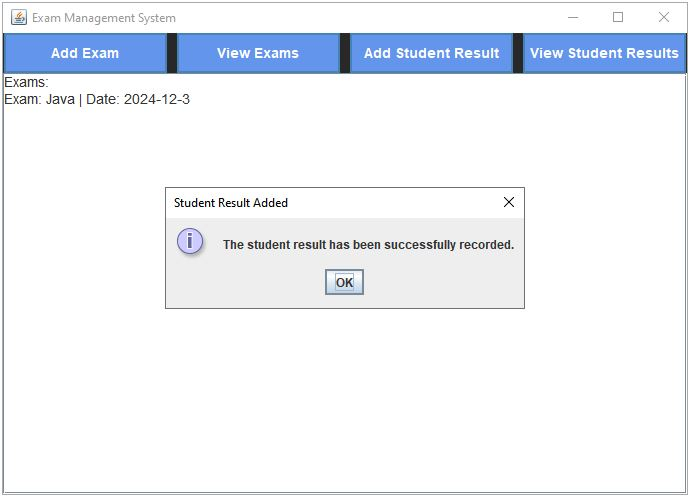 Exam Management System
Add Exam View Exams Add Student Result View Student Results
Exams:
Exam: Java | Date: 2024-12-3
Student Result Added
The student result has been successfully recorded.
OK